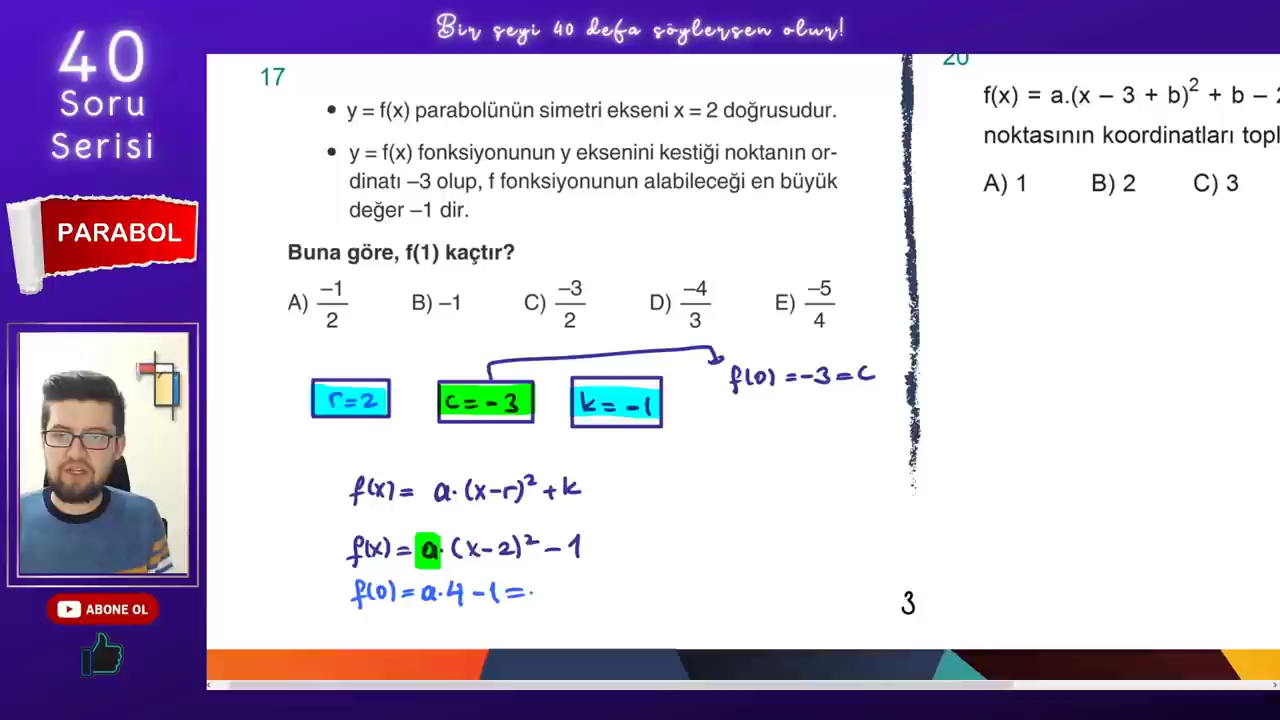 Bir şeyi 40 defa söylersen olur!
40
Soru
Serisi
PARABOL
ABONE OL
17
• y = f(x) parabolünün simetri ekseni x = 2 doğrusudur.
• y = f(x) fonksiyonunun y eksenini kestiği noktanın or-
dinatı –3 olup, f fonksiyonunun alabileceği en büyük
değer –1 dir.
Buna göre, f(1) kaçtır?
A) –1/2 B) –1 C) –3/2 D) –4/3 E) –5/4
f(0) = -3 = c
r = 2 c = - 3 k = - 1
f(x) = a.(x-r)² + k
f(x) = a.(x-2)² - 1
f(0) = a.4 - 1 =
3
20
f(x) = a.(x – 3 + b)² + b –
noktasının koordinatları topl
A) 1 B) 2 C) 3